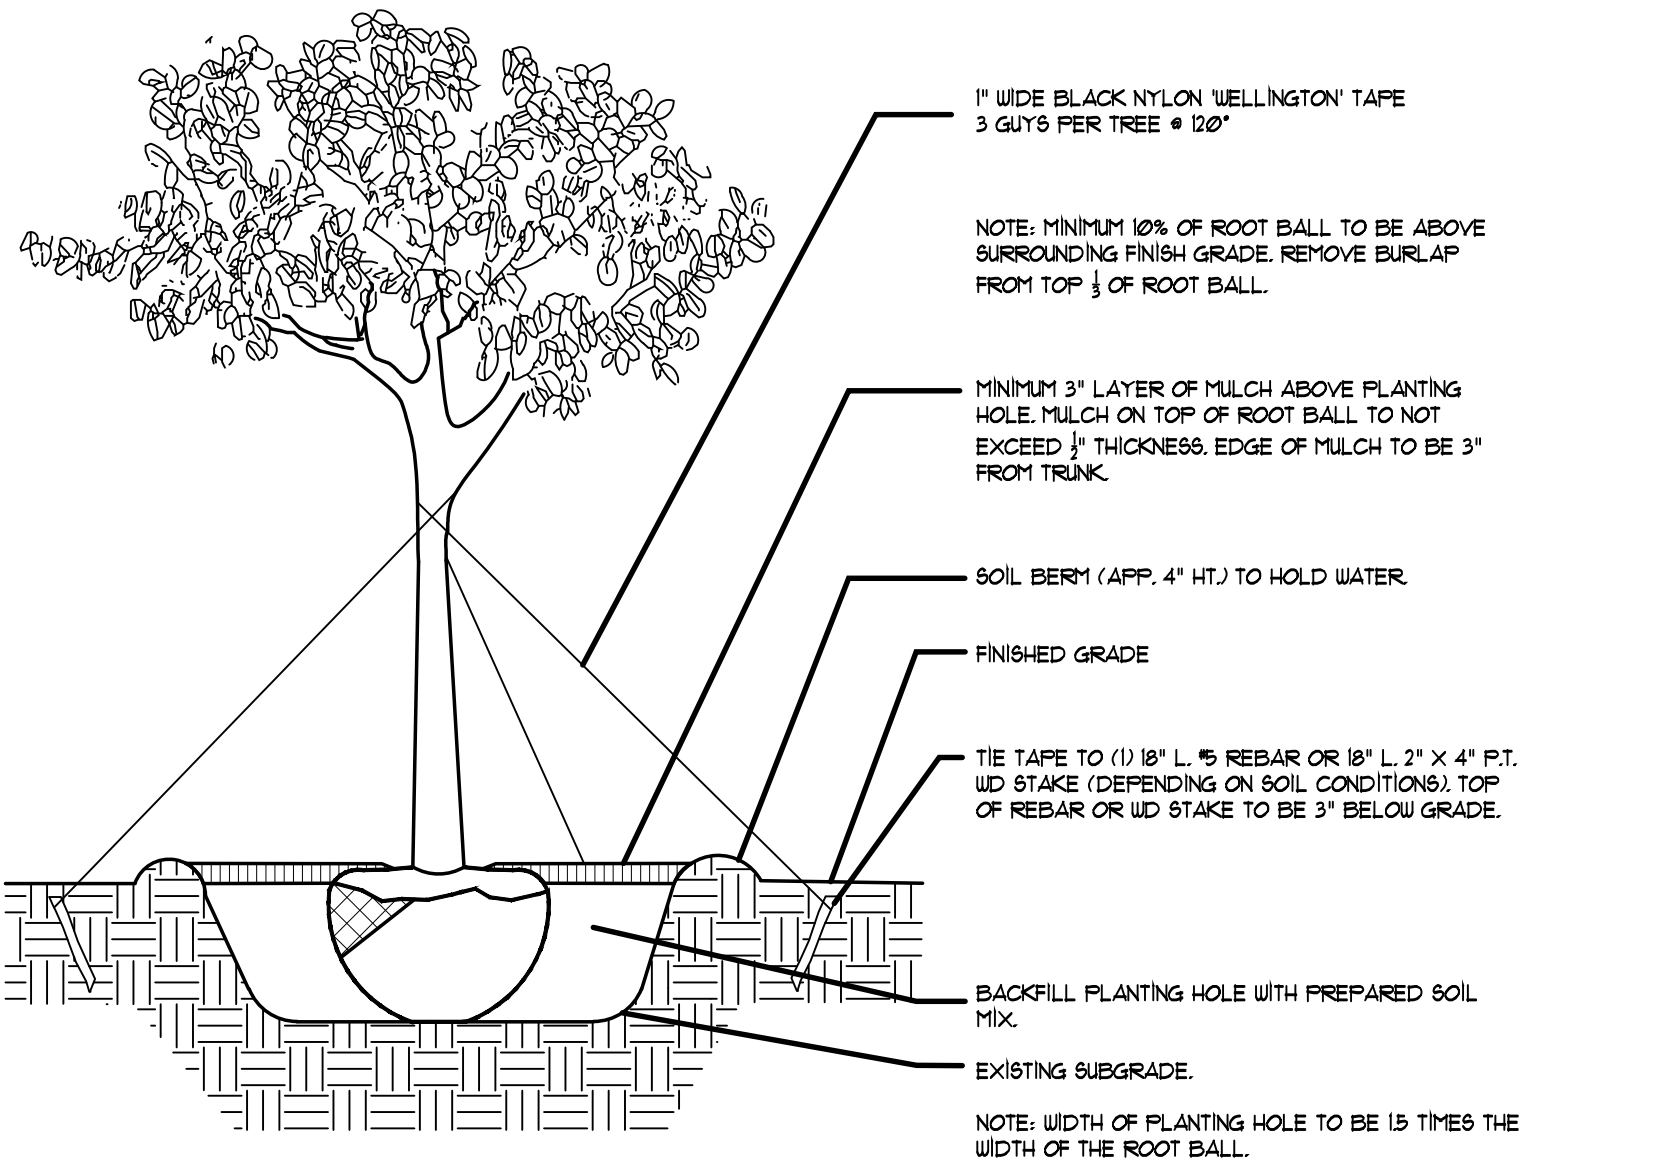 1" WIDE BLACK NYLON 'WELLINGTON' TAPE
3 GUYS PER TREE @ 120°
NOTE: MINIMUM 10% OF ROOT BALL TO BE ABOVE
SURROUNDING FINISH GRADE. REMOVE BURLAP
FROM TOP 1/3 OF ROOT BALL.
MINIMUM 3" LAYER OF MULCH ABOVE PLANTING
HOLE. MULCH ON TOP OF ROOT BALL TO NOT
EXCEED 1/2" THICKNESS. EDGE OF MULCH TO BE 3"
FROM TRUNK.
SOIL BERM (APP. 4" HT.) TO HOLD WATER.
FINISHED GRADE
TIE TAPE TO (1) 18" L. #5 REBAR OR 18" L. 2" X 4" P.T.
WD STAKE (DEPENDING ON SOIL CONDITIONS). TOP
OF REBAR OR WD STAKE TO BE 3" BELOW GRADE.
BACKFILL PLANTING HOLE WITH PREPARED SOIL
MIX.
EXISTING SUBGRADE.
NOTE: WIDTH OF PLANTING HOLE TO BE 1.5 TIMES THE
WIDTH OF THE ROOT BALL.